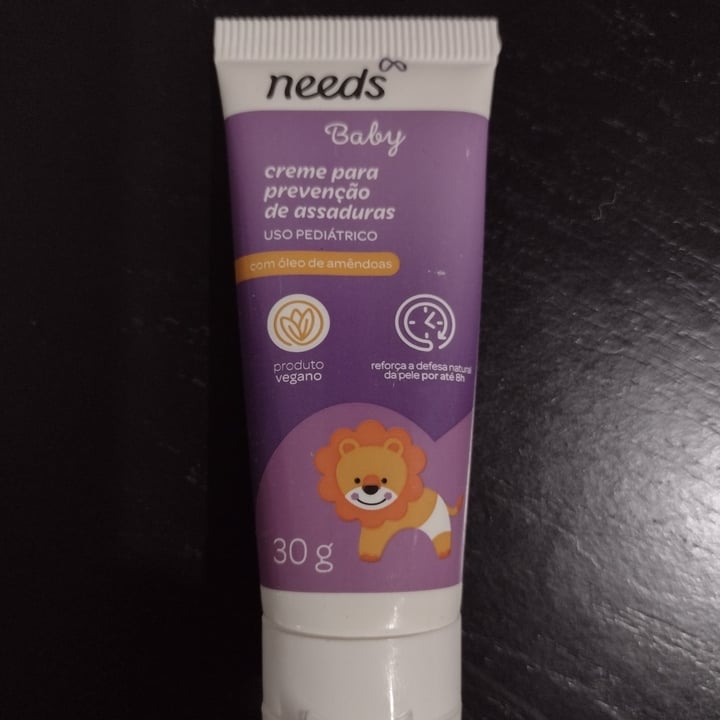 needs
Baby
creme para
prevenção
de assaduras
USO PEDIÁTRICO
com óleo de amêndoas
produto
vegano
reforça a defesa natural
da pele por até 8h
30 g